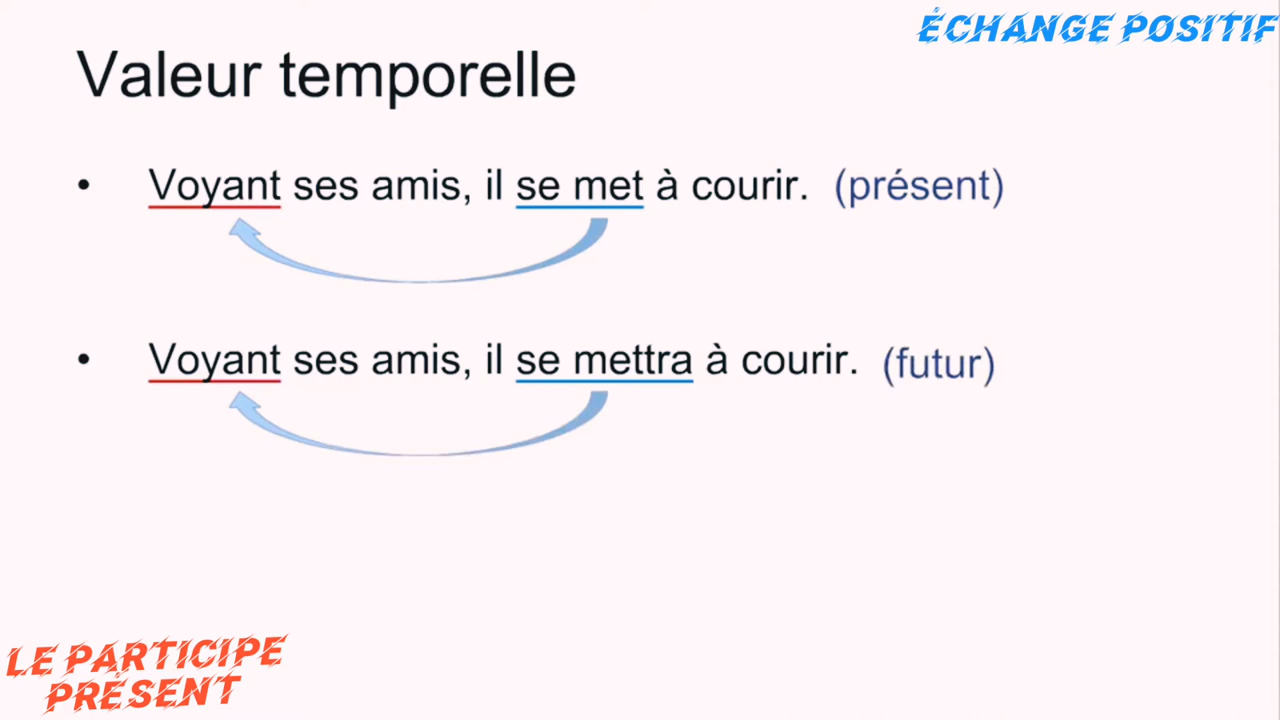 ÉCHANGE POSITIF
Valeur temporelle
• Voyant ses amis, il se met à courir. (présent)
• Voyant ses amis, il se mettra à courir. (futur)
LE PARTICIPE
PRÉSENT